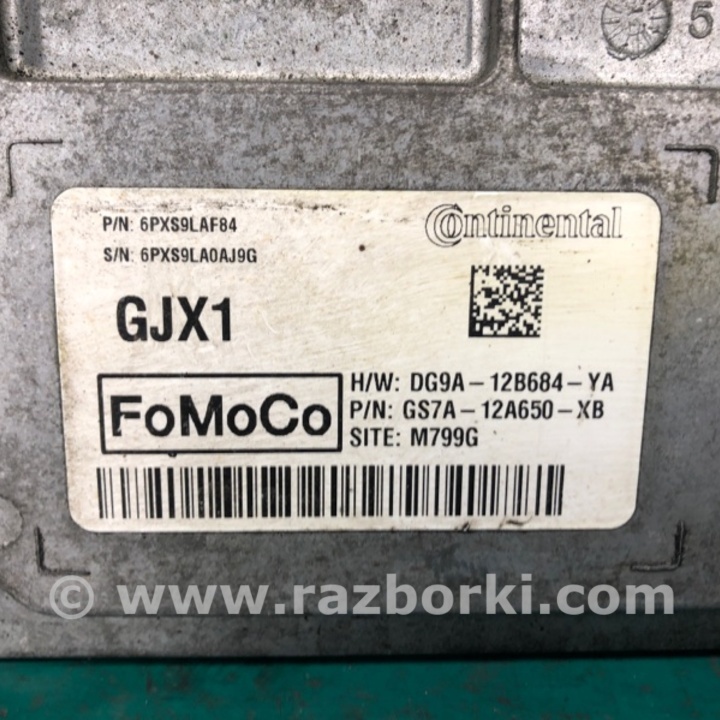 5
P/N: 6PXS9LAF84
Continental
S/N: 6PXS9LA0AJ9G
GJX1
FoMoCo
H/W: DG9A-12B684-YA
P/N: GS7A-12A650-XB
SITE: M799G
© www.razborki.com